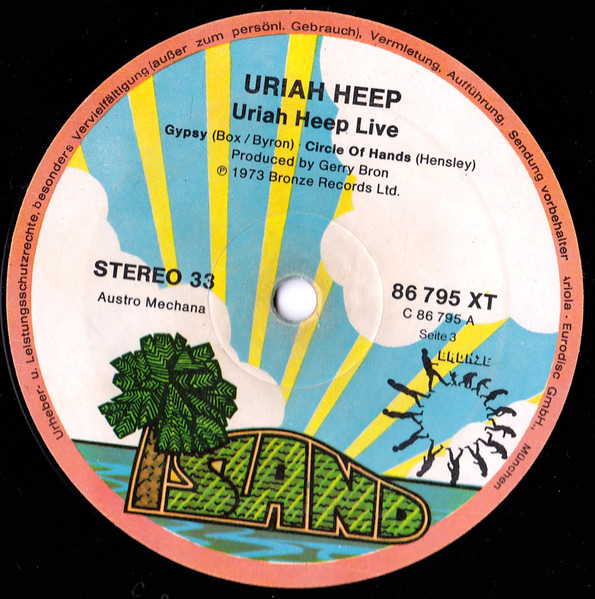 Urheber- u. Leistungsschutzrechte, besonders Vervielfältigung (außer zum persönl. Gebrauch), Vermietung, Aufführung, Sendung vorbehalten
Ariola - Eurodisc GmbH., München
URIAH HEEP
Uriah Heep Live
Gypsy (Box / Byron) · Circle Of Hands (Hensley)
Produced by Gerry Bron
℗ 1973 Bronze Records Ltd.
STEREO 33
Austro Mechana
86 795 XT
C 86 795 A
Seite 3
BRONZE
ISLAND